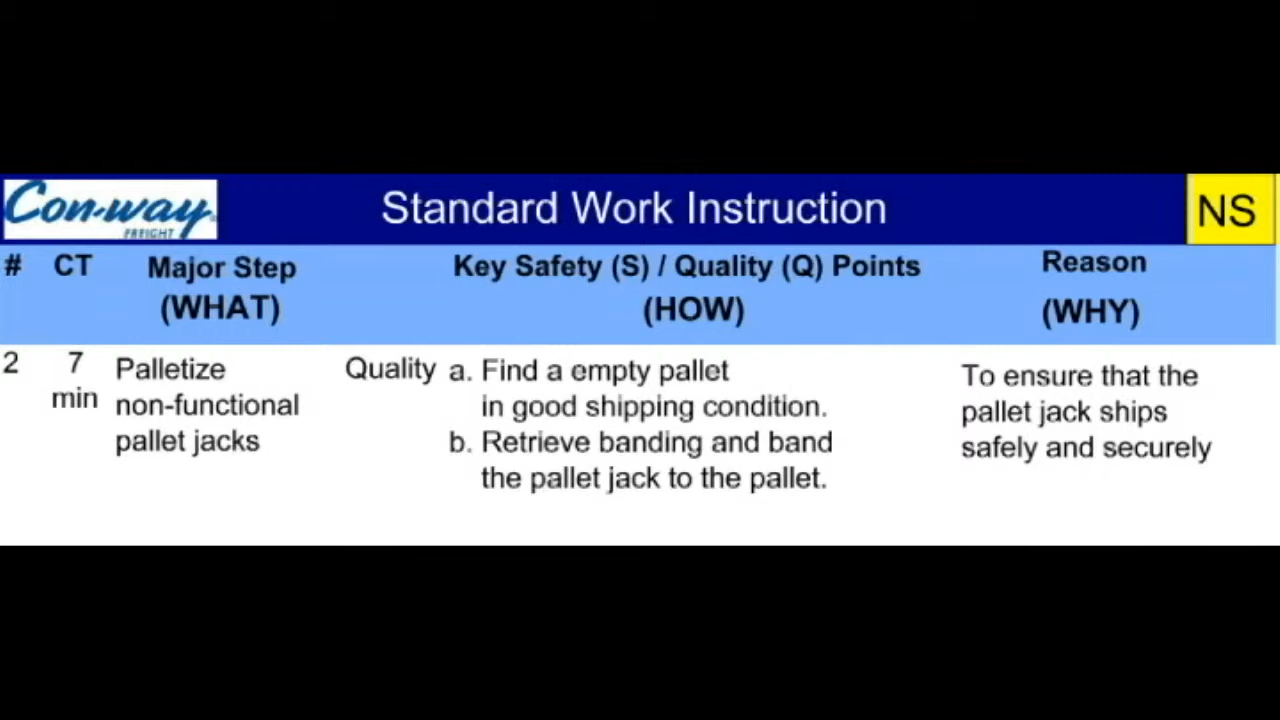 Con-way
FREIGHT
Standard Work Instruction
NS
# CT Major Step (WHAT) Key Safety (S) / Quality (Q) Points (HOW) Reason (WHY)
2
7
min
Palletize
non-functional
pallet jacks
Quality
a. Find a empty pallet
in good shipping condition.
b. Retrieve banding and band
the pallet jack to the pallet.
To ensure that the
pallet jack ships
safely and securely